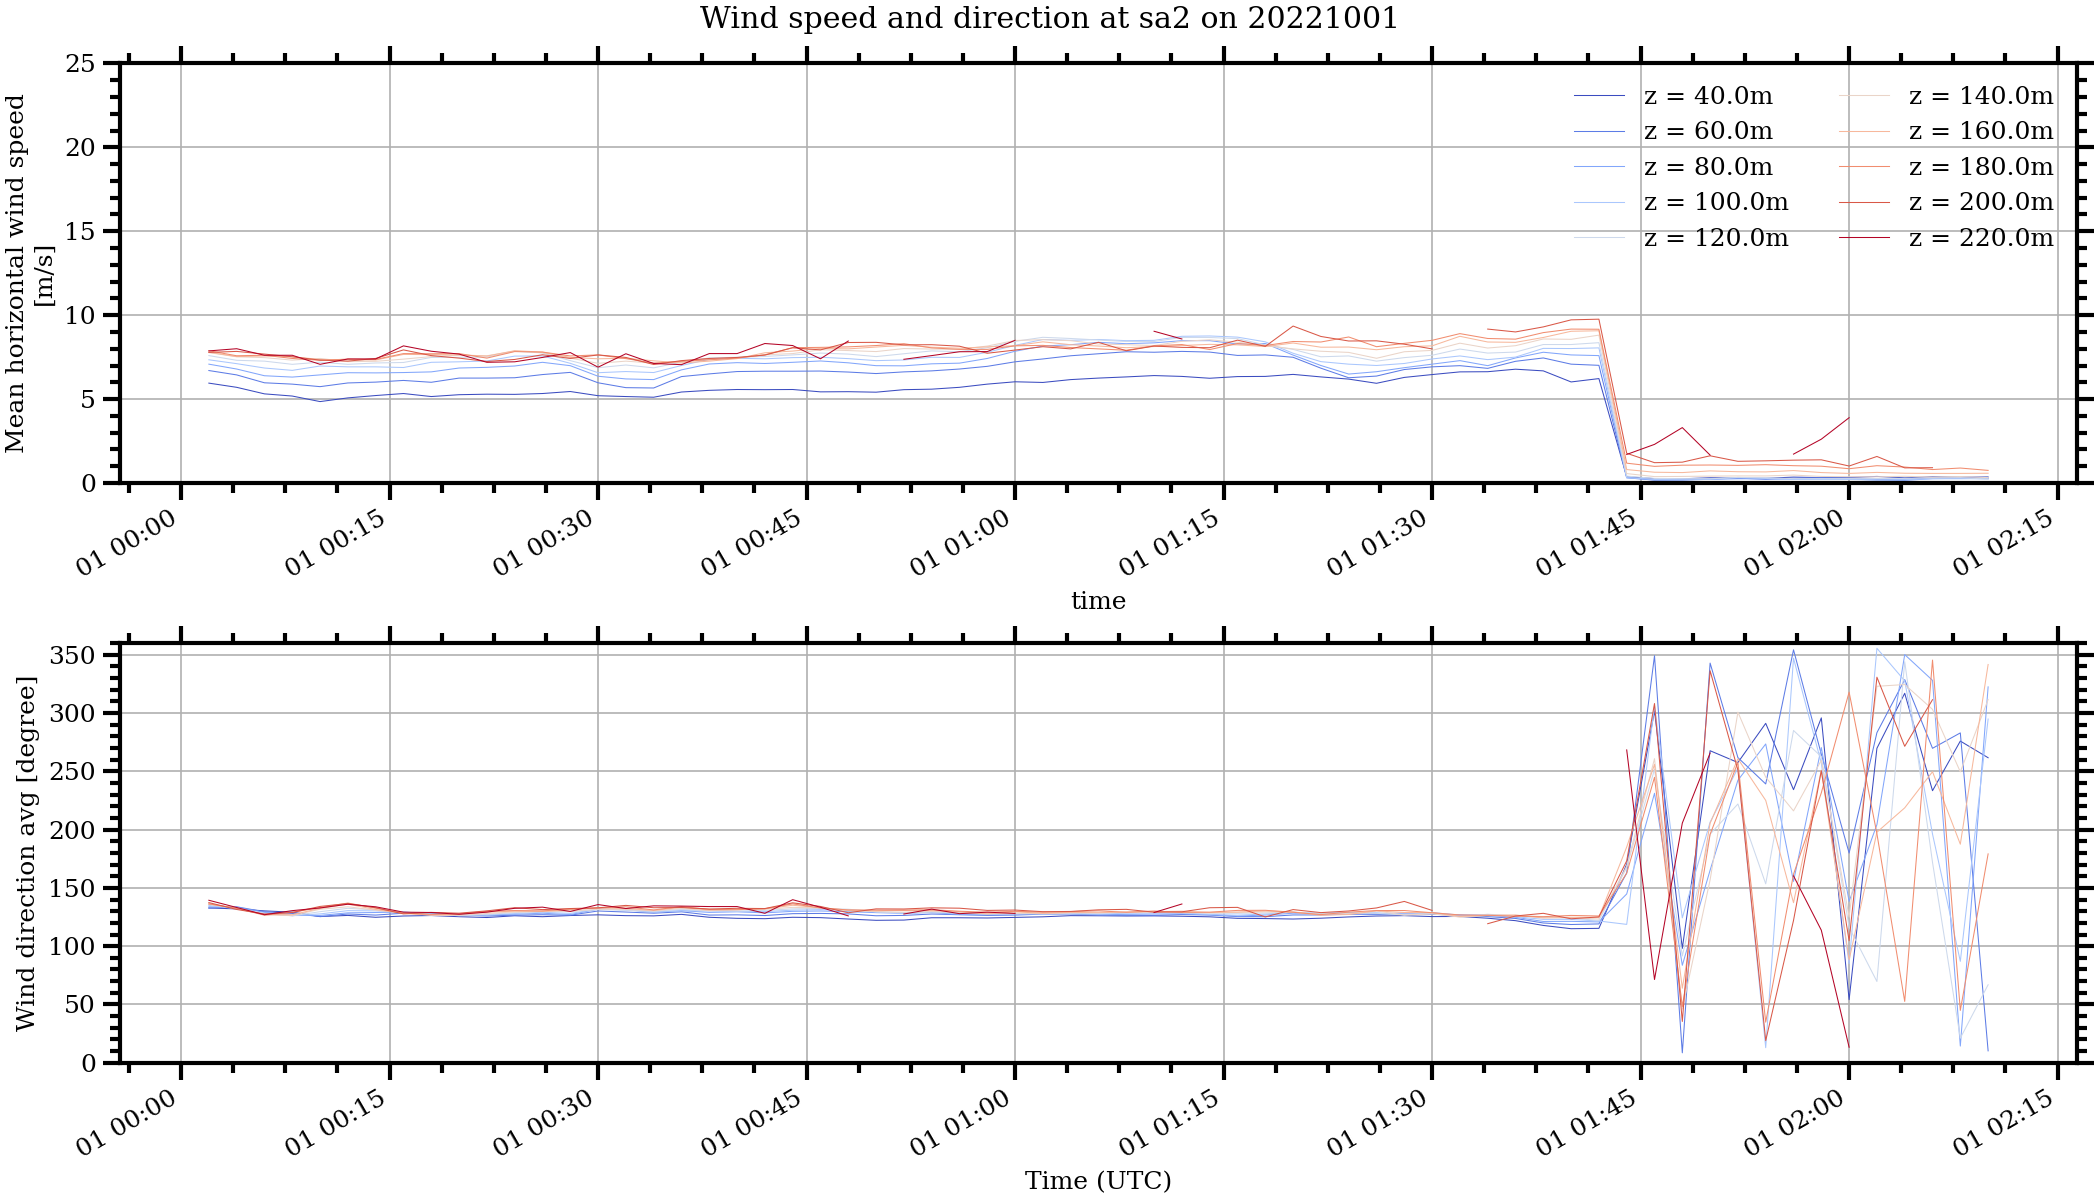 Wind speed and direction at sa2 on 20221001
Mean horizontal wind speed
[m/s]
25
20
15
10
5
0
z = 40.0m
z = 60.0m
z = 80.0m
z = 100.0m
z = 120.0m
z = 140.0m
z = 160.0m
z = 180.0m
z = 200.0m
z = 220.0m
01 00:00
01 00:15
01 00:30
01 00:45
01 01:00
01 01:15
01 01:30
01 01:45
01 02:00
01 02:15
time
Wind direction avg [degree]
350
300
250
200
150
100
50
0
01 00:00
01 00:15
01 00:30
01 00:45
01 01:00
01 01:15
01 01:30
01 01:45
01 02:00
01 02:15
Time (UTC)